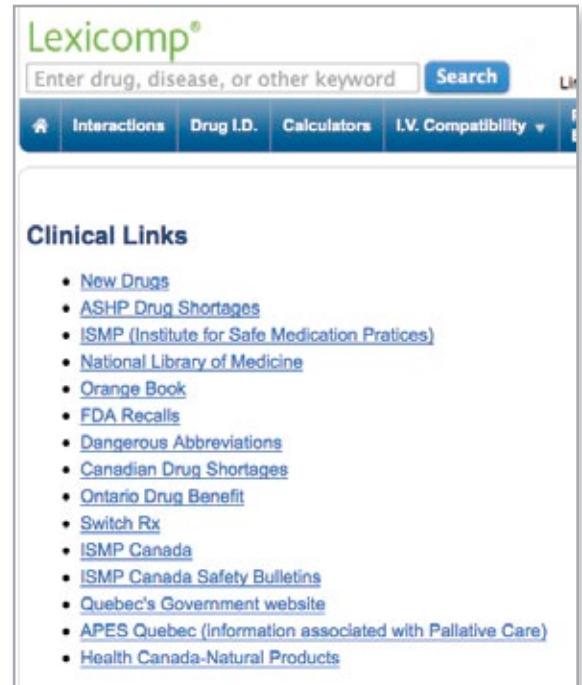 Lexicomp®
Enter drug, disease, or other keyword Search
Interactions Drug I.D. Calculators I.V. Compatibility
Clinical Links
New Drugs
ASHP Drug Shortages
ISMP (Institute for Safe Medication Pratices)
National Library of Medicine
Orange Book
FDA Recalls
Dangerous Abbreviations
Canadian Drug Shortages
Ontario Drug Benefit
Switch Rx
ISMP Canada
ISMP Canada Safety Bulletins
Quebec's Government website
APES Quebec (information associated with Pallative Care)
Health Canada-Natural Products